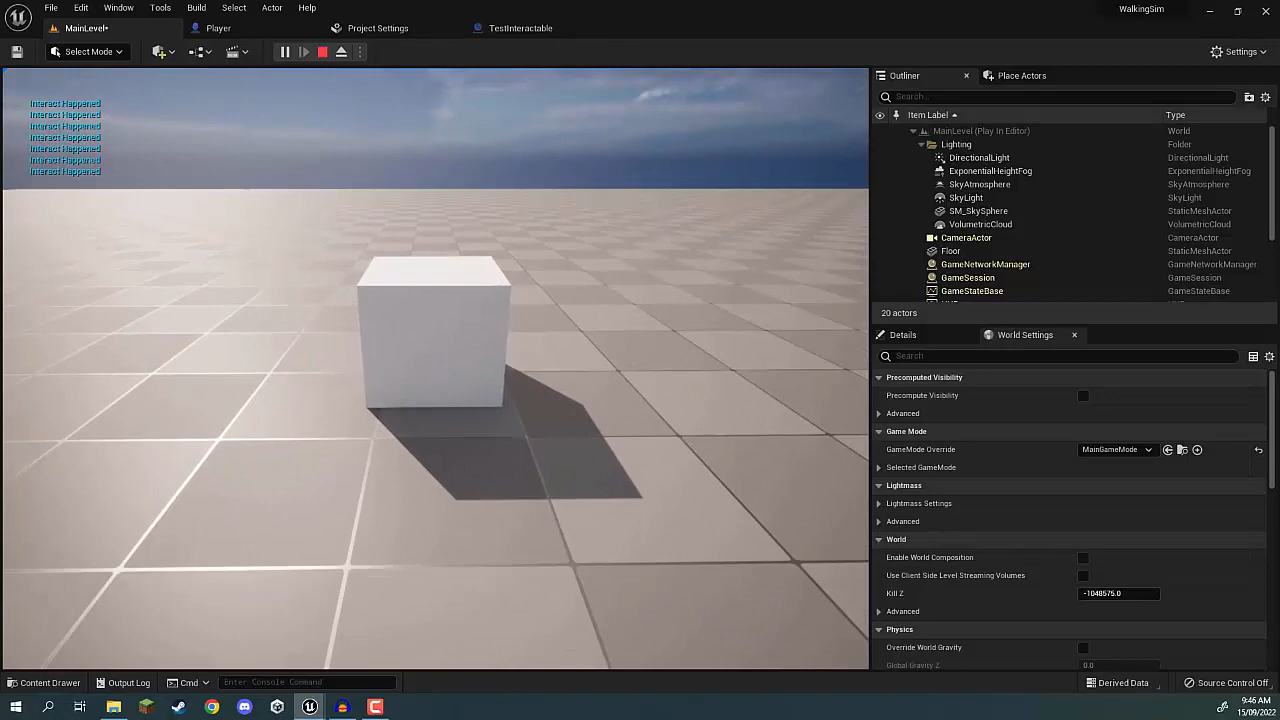 File Edit Window Tools Build Select Actor Help
WalkingSim
MainLevel•
Player
Project Settings
TestInteractable
Select Mode
Settings
Interact Happened
Interact Happened
Interact Happened
Interact Happened
Interact Happened
Interact Happened
Interact Happened
Outliner
Place Actors
Search...
Item Label
Type
MainLevel (Play In Editor) World
Lighting Folder
DirectionalLight DirectionalLight
ExponentialHeightFog ExponentialHeightFog
SkyAtmosphere SkyAtmosphere
SkyLight SkyLight
SM_SkySphere StaticMeshActor
VolumetricCloud VolumetricCloud
CameraActor CameraActor
Floor StaticMeshActor
GameNetworkManager GameNetworkManager
GameSession GameSession
GameStateBase GameStateBase
20 actors
Details
World Settings
Search
Precomputed Visibility
Precompute Visibility
Advanced
Game Mode
GameMode Override MainGameMode
Selected GameMode
Lightmass
Lightmass Settings
Advanced
World
Enable World Composition
Use Client Side Level Streaming Volumes
Kill Z -1048575.0
Advanced
Physics
Override World Gravity
Global Gravity Z 0.0
Content Drawer
Output Log
Cmd
Enter Console Command
Derived Data
Source Control Off
9:46 AM
15/09/2022